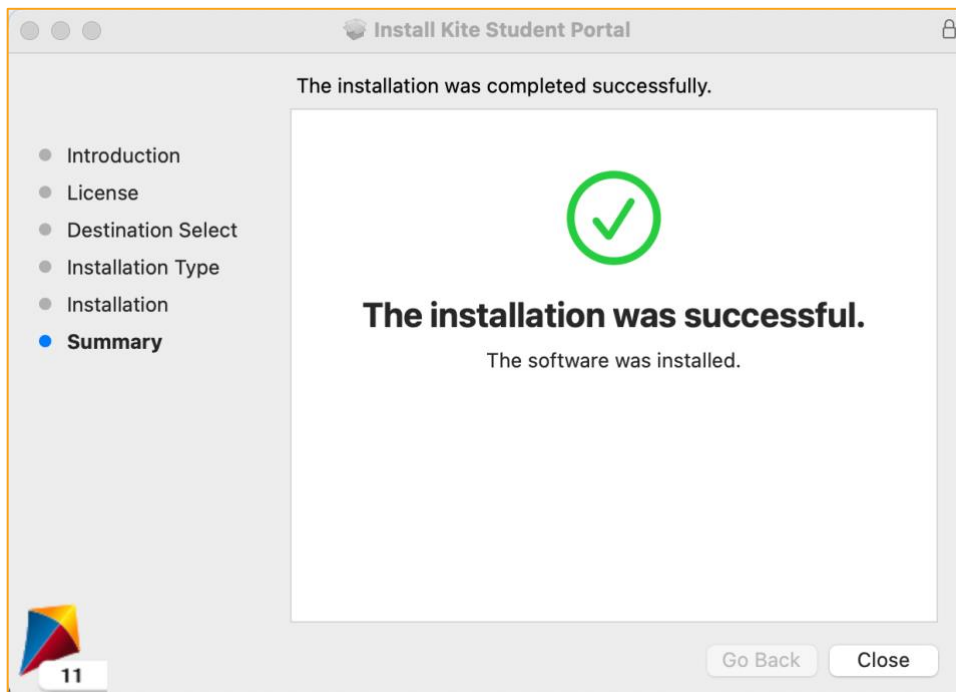 Install Kite Student Portal
The installation was completed successfully.
Introduction
License
Destination Select
Installation Type
Installation
Summary
The installation was successful.
The software was installed.
11
Go Back
Close